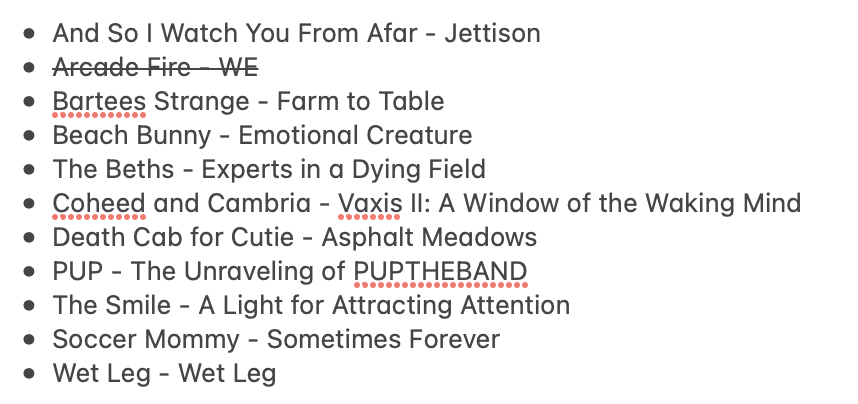 • And So I Watch You From Afar - Jettison
• Arcade Fire - WE
• Bartees Strange - Farm to Table
• Beach Bunny - Emotional Creature
• The Beths - Experts in a Dying Field
• Coheed and Cambria - Vaxis II: A Window of the Waking Mind
• Death Cab for Cutie - Asphalt Meadows
• PUP - The Unraveling of PUPTHEBAND
• The Smile - A Light for Attracting Attention
• Soccer Mommy - Sometimes Forever
• Wet Leg - Wet Leg